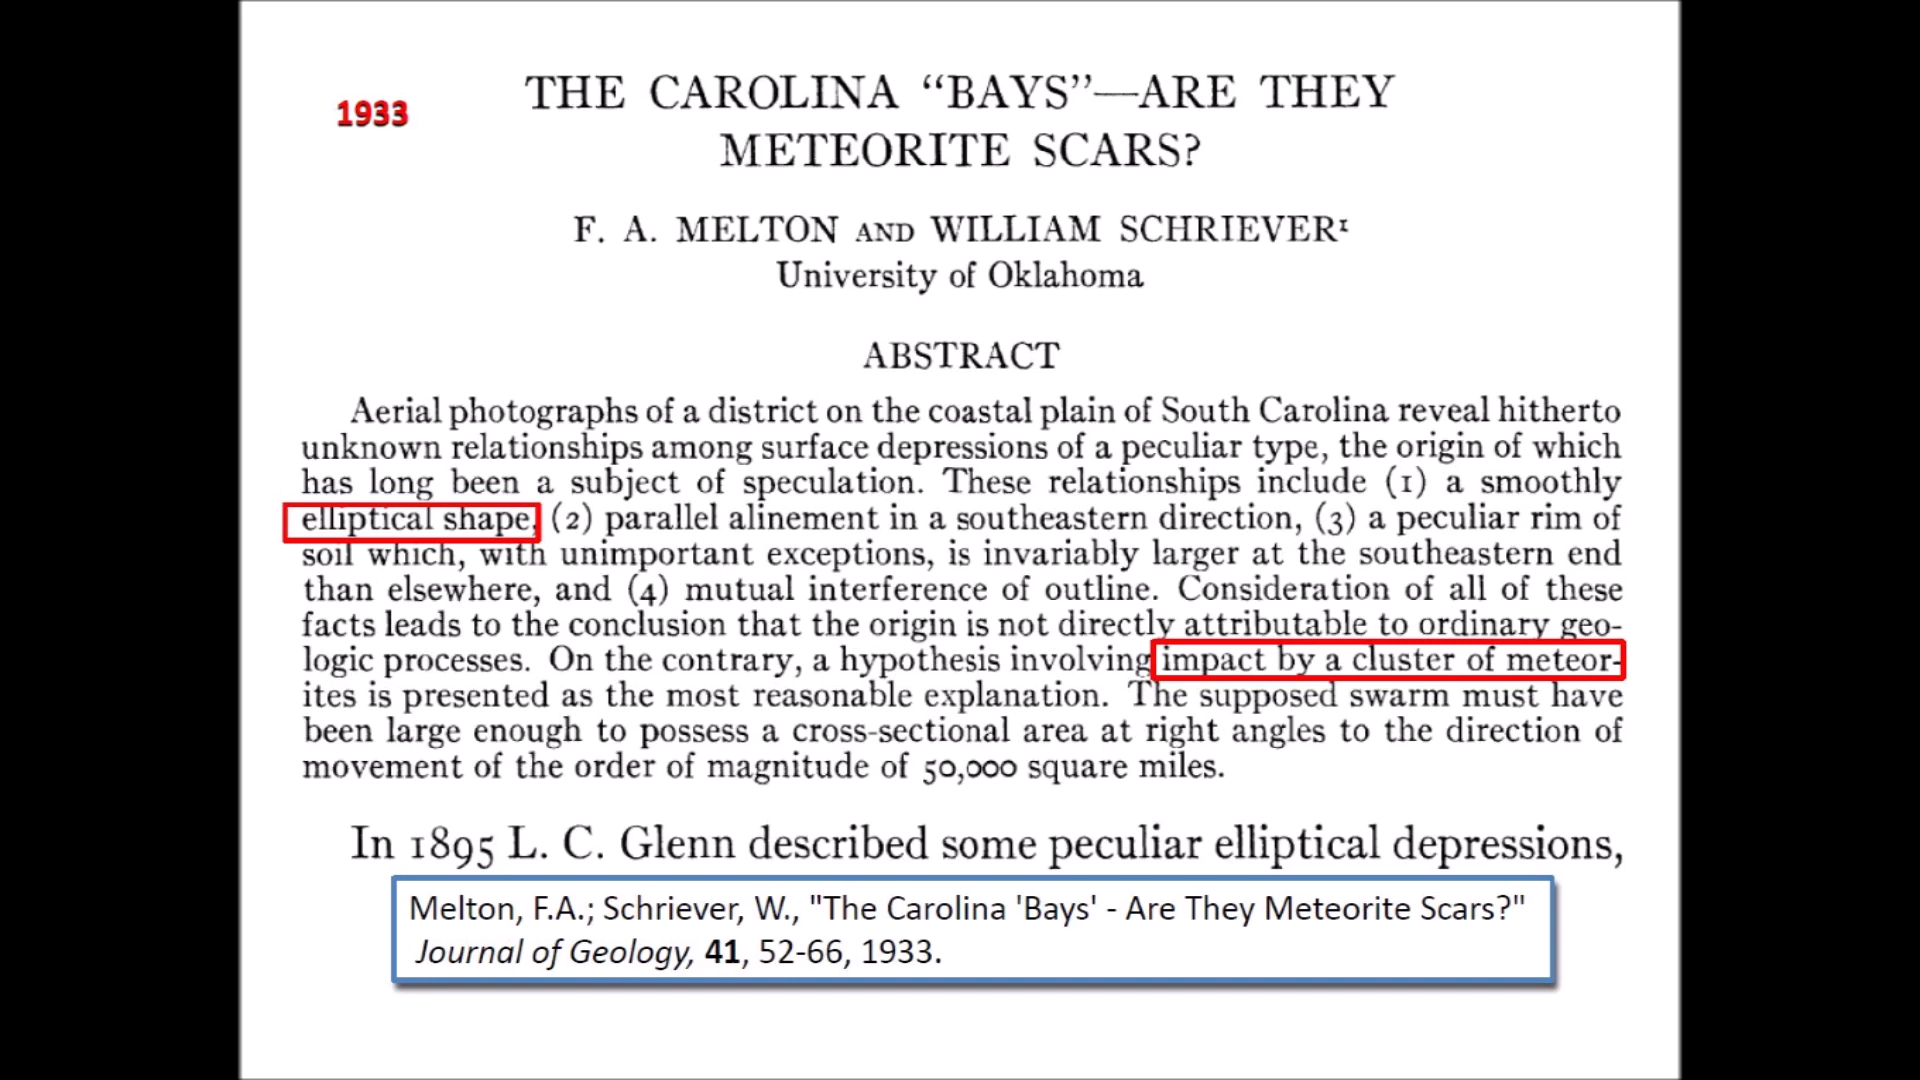 1933
THE CAROLINA “BAYS”—ARE THEY
METEORITE SCARS?
F. A. MELTON AND WILLIAM SCHRIEVER¹
University of Oklahoma
ABSTRACT
Aerial photographs of a district on the coastal plain of South Carolina reveal hitherto
unknown relationships among surface depressions of a peculiar type, the origin of which
has long been a subject of speculation. These relationships include (1) a smoothly
elliptical shape, (2) parallel alinement in a southeastern direction, (3) a peculiar rim of
soil which, with unimportant exceptions, is invariably larger at the southeastern end
than elsewhere, and (4) mutual interference of outline. Consideration of all of these
facts leads to the conclusion that the origin is not directly attributable to ordinary geo-
logic processes. On the contrary, a hypothesis involving impact by a cluster of meteor-
ites is presented as the most reasonable explanation. The supposed swarm must have
been large enough to possess a cross-sectional area at right angles to the direction of
movement of the order of magnitude of 50,000 square miles.
In 1895 L. C. Glenn described some peculiar elliptical depressions,
Melton, F.A.; Schriever, W., "The Carolina 'Bays' - Are They Meteorite Scars?"
Journal of Geology, 41, 52-66, 1933.